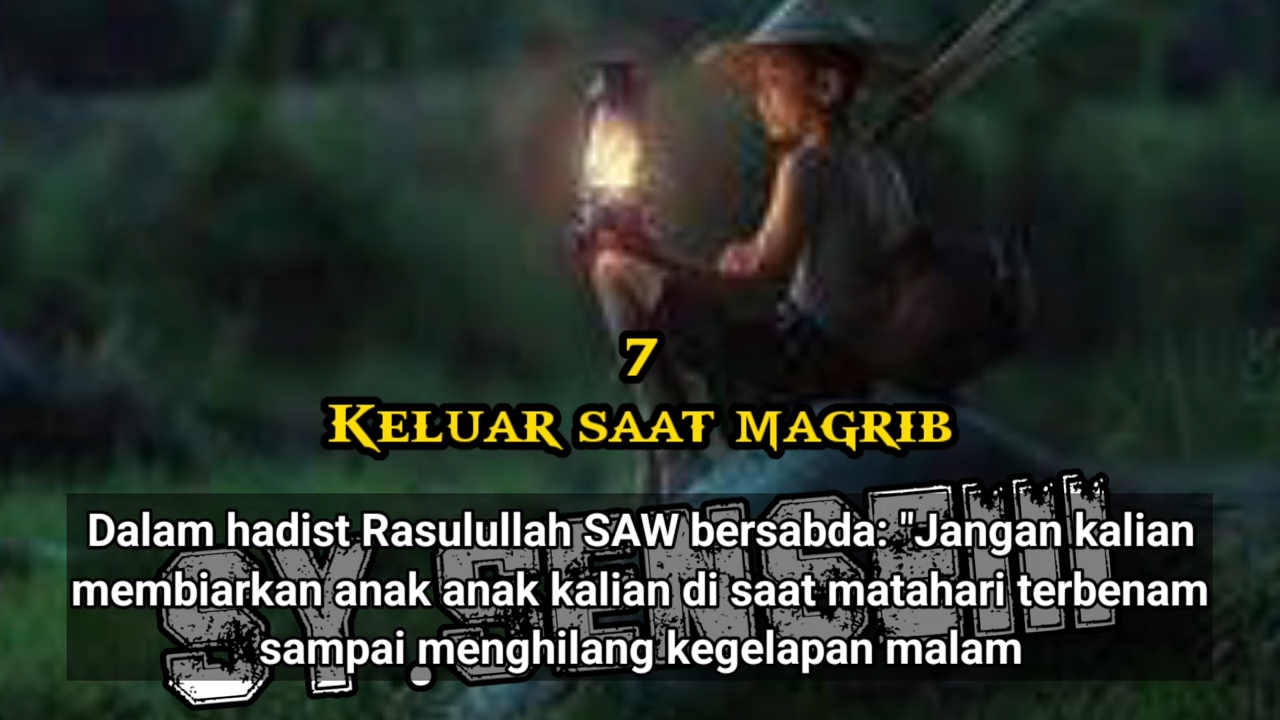 7
KELUAR SAAT MAGRIB
Dalam hadist Rasulullah SAW bersabda: "Jangan kalian
membiarkan anak anak kalian di saat matahari terbenam
sampai menghilang kegelapan malam